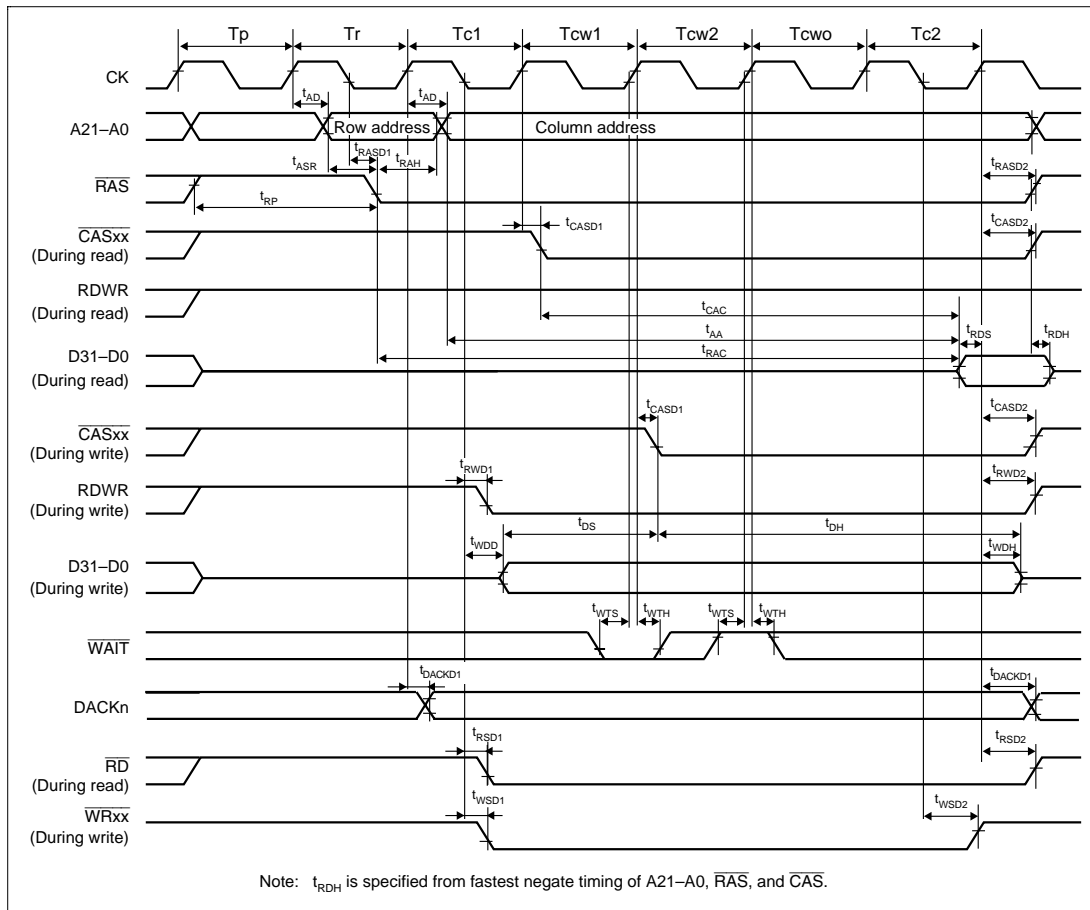 Tp Tr Tc1 Tcw1 Tcw2 Tcwo Tc2
CK
tAD tAD
A21–A0 Row address Column address
tRASD1
tASR tRAH tRASD2
RAS
tRP
tCASD1 tCASD2
CASxx
(During read)
RDWR
(During read)
tCAC
tAA tRDS tRDH
tRAC
D31–D0
(During read)
tCASD1 tCASD2
CASxx
(During write)
tRWD1 tRWD2
RDWR
(During write)
tDS tDH
tWDD tWDH
D31–D0
(During write)
tWTS tWTH tWTS tWTH
WAIT
tDACKD1 tDACKD1
DACKn
tRSD1 tRSD2
RD
(During read)
tWSD1 tWSD2
WRxx
(During write)
Note: tRDH is specified from fastest negate timing of A21–A0, RAS, and CAS.